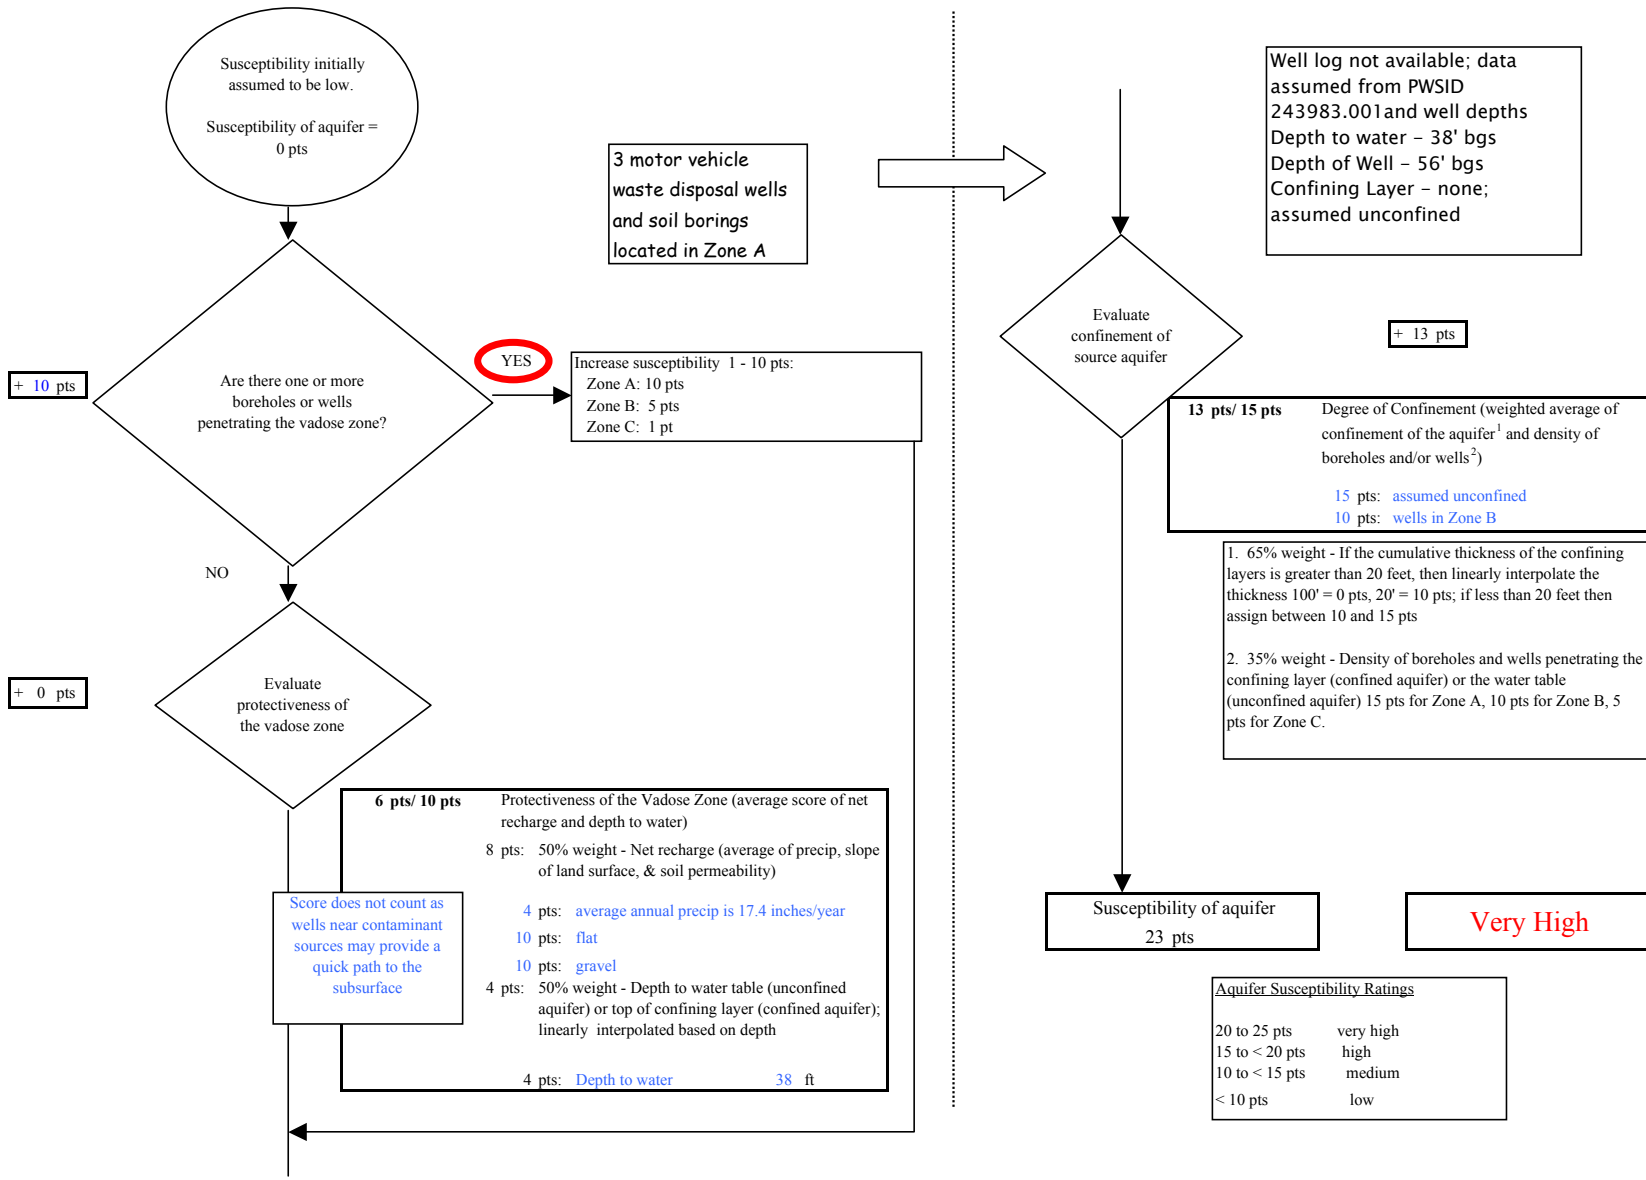 Susceptibility initially
assumed to be low.
Susceptibility of aquifer =
0 pts
3 motor vehicle
waste disposal wells
and soil borings
located in Zone A
+ 10 pts
Are there one or more
boreholes or wells
penetrating the vadose zone?
YES
Increase susceptibility 1 - 10 pts:
Zone A: 10 pts
Zone B: 5 pts
Zone C: 1 pt
NO
+ 0 pts
Evaluate
protectiveness of
the vadose zone
6 pts/ 10 pts
Protectiveness of the Vadose Zone (average score of net
recharge and depth to water)
8 pts: 50% weight - Net recharge (average of precip, slope
of land surface, & soil permeability)
4 pts: average annual precip is 17.4 inches/year
10 pts: flat
10 pts: gravel
4 pts: 50% weight - Depth to water table (unconfined
aquifer) or top of confining layer (confined aquifer);
linearly interpolated based on depth
4 pts: Depth to water 38 ft
Score does not count as
wells near contaminant
sources may provide a
quick path to the
subsurface
Well log not available; data
assumed from PWSID
243983.001and well depths
Depth to water – 38' bgs
Depth of Well – 56' bgs
Confining Layer – none;
assumed unconfined
Evaluate
confinement of
source aquifer
+ 13 pts
13 pts/ 15 pts
Degree of Confinement (weighted average of
confinement of the aquifer¹ and density of
boreholes and/or wells²)
15 pts: assumed unconfined
10 pts: wells in Zone B
1. 65% weight - If the cumulative thickness of the confining
layers is greater than 20 feet, then linearly interpolate the
thickness 100' = 0 pts, 20' = 10 pts; if less than 20 feet then
assign between 10 and 15 pts
2. 35% weight - Density of boreholes and wells penetrating the
confining layer (confined aquifer) or the water table
(unconfined aquifer) 15 pts for Zone A, 10 pts for Zone B, 5
pts for Zone C.
Susceptibility of aquifer
23 pts
Very High
Aquifer Susceptibility Ratings
20 to 25 pts very high
15 to < 20 pts high
10 to < 15 pts medium
< 10 pts low